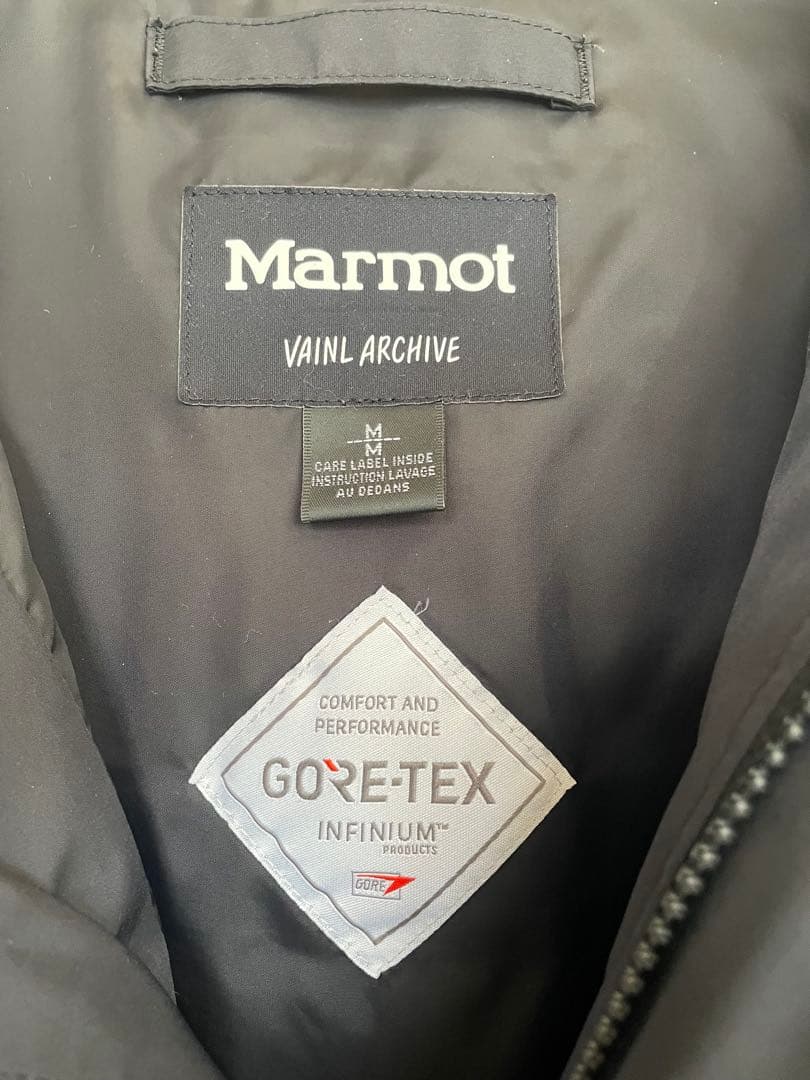 Marmot
VAINL ARCHIVE
M
M
CARE LABEL INSIDE
INSTRUCTION LAVAGE
AU DEDANS
COMFORT AND
PERFORMANCE
GORE-TEX
INFINIUM™
PRODUCTS
GORE